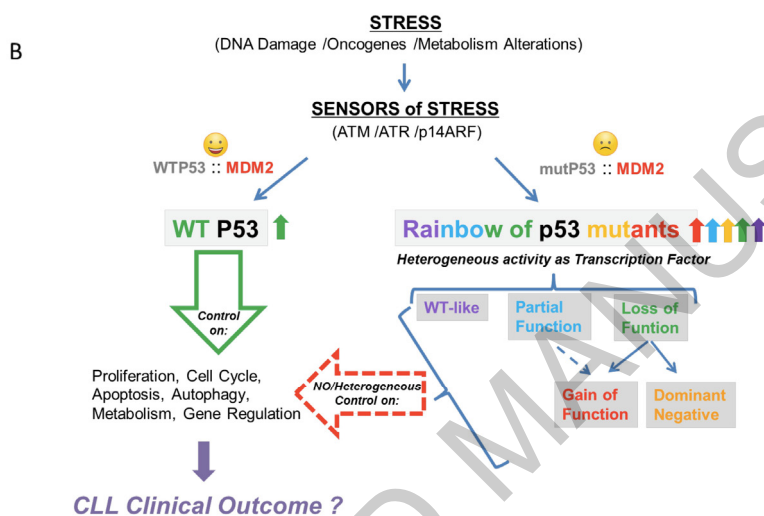 B
STRESS
(DNA Damage /Oncogenes /Metabolism Alterations)
SENSORS of STRESS
(ATM /ATR /p14ARF)
WTP53 :: MDM2
mutP53 :: MDM2
WT P53
Rainbow of p53 mutants
Heterogeneous activity as Transcription Factor
Control
on:
WT-like
Partial
Function
Loss of
Funtion
Proliferation, Cell Cycle,
Apoptosis, Autophagy,
Metabolism, Gene Regulation
NO/Heterogeneous
Control on:
Gain of
Function
Dominant
Negative
CLL Clinical Outcome ?
D MANUS